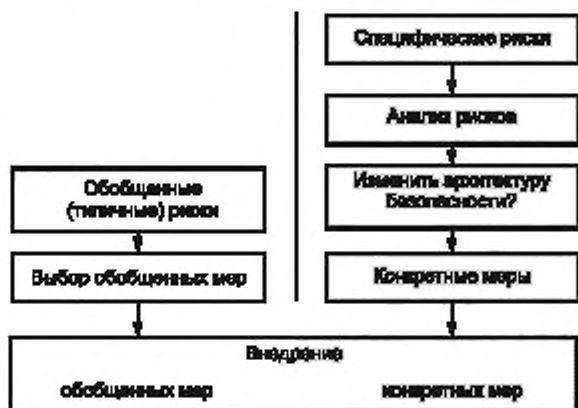 Специфические риски
Анализ рисков
Обобщенные
(типичные) риски
Изменить архитектуру
Безопасности?
Выбор обобщенных мер
Конкретные меры
Внедрение
обобщенных мер
конкретных мер